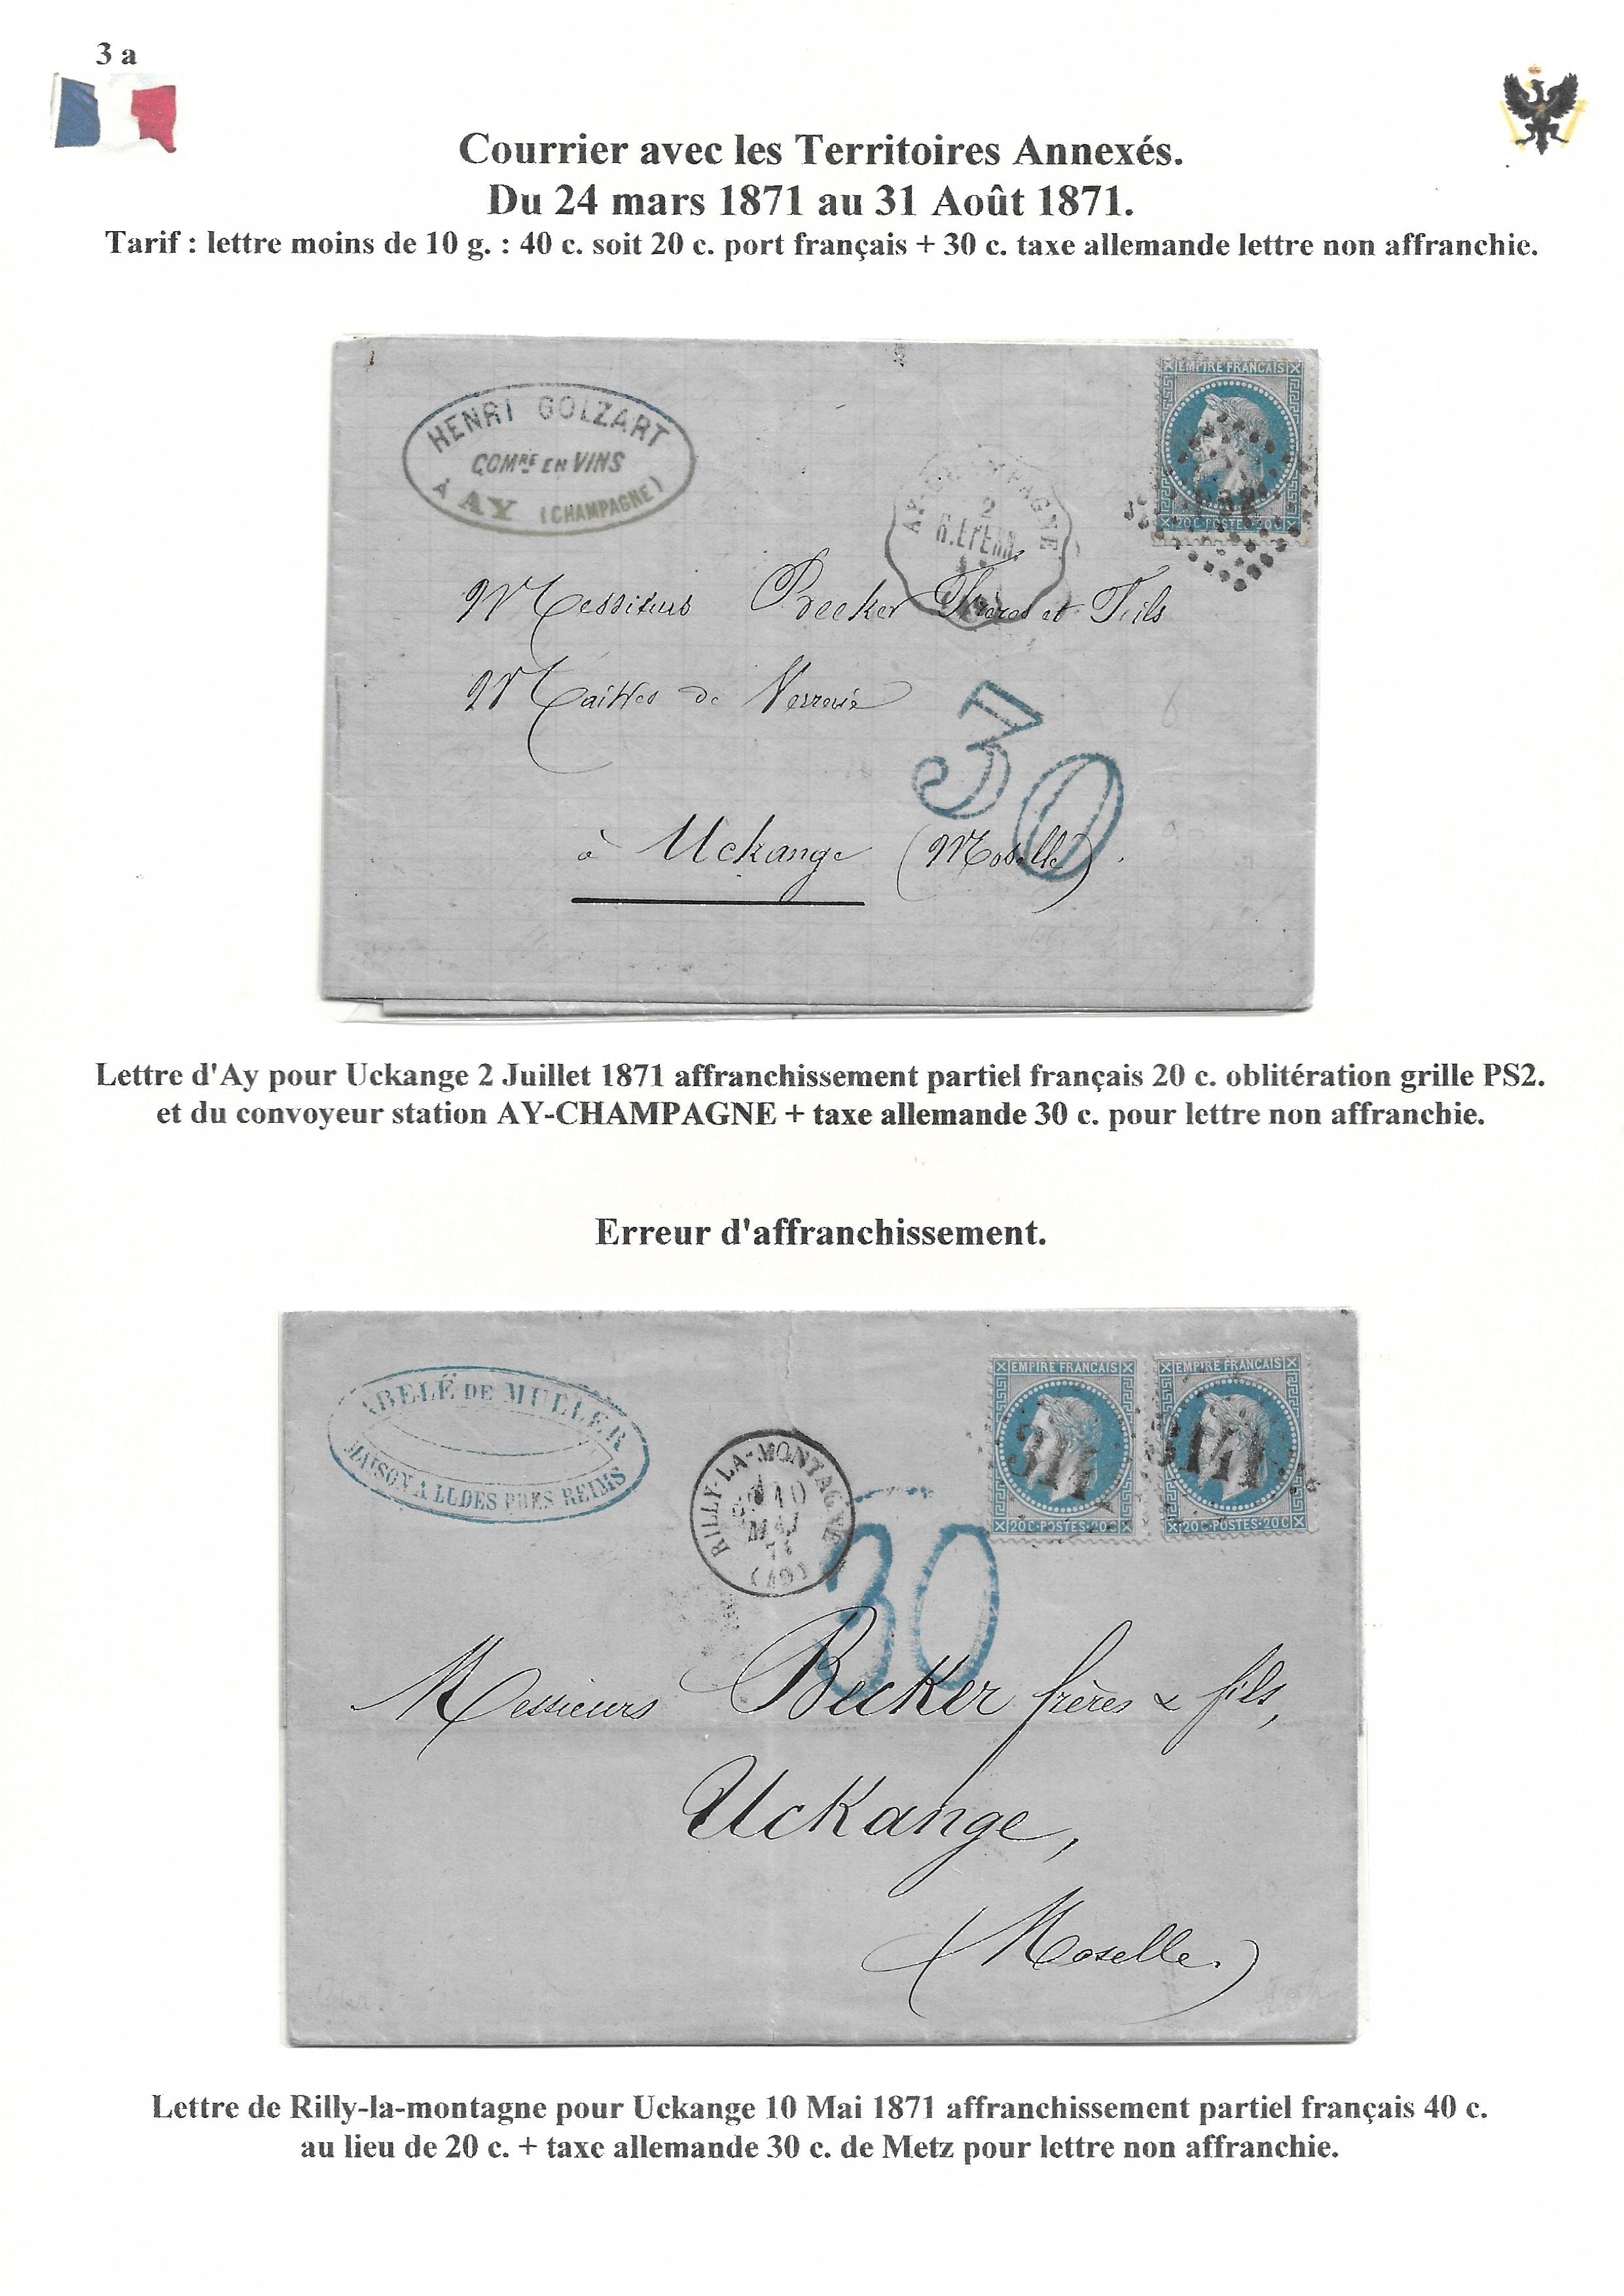 3 a
Courrier avec les Territoires Annexés.
Du 24 mars 1871 au 31 Août 1871.
Tarif : lettre moins de 10 g. : 40 c. soit 20 c. port français + 30 c. taxe allemande lettre non affranchie.
HENRI GOLZART
COMRE EN VINS
À AY (CHAMPAGNE)
EMPIRE FRANCAIS
20 C POSTES 20 C
2
Messieurs Becker Frères et Fils
Maitres de Verrerie
30
à Uckange (Moselle).
Lettre d'Ay pour Uckange 2 Juillet 1871 affranchissement partiel français 20 c. oblitération grille PS2.
et du convoyeur station AY-CHAMPAGNE + taxe allemande 30 c. pour lettre non affranchie.
Erreur d'affranchissement.
ABELÉ DE MULLER
MAISON A LUDES PRES REIMS
EMPIRE FRANCAIS
20 C POSTES 20 C
EMPIRE FRANCAIS
20 C POSTES 20 C
RILLY-LA-MONTAGNE
10
MAI
71
(49)
30
Messieurs Becker frères & fils,
Uckange,
(Moselle.)
Lettre de Rilly-la-montagne pour Uckange 10 Mai 1871 affranchissement partiel français 40 c.
au lieu de 20 c. + taxe allemande 30 c. de Metz pour lettre non affranchie.